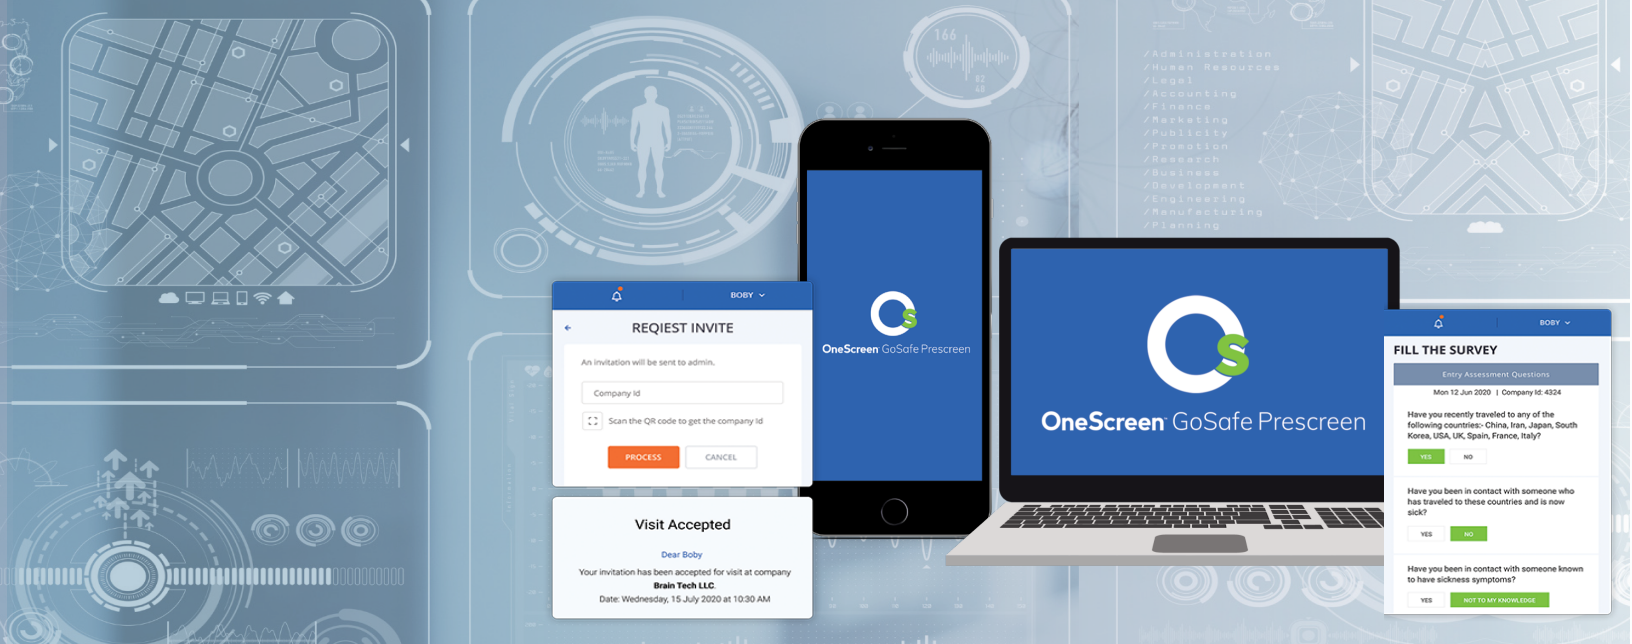 166
82
48
/Administration
/Human Resources
/Legal
/Accounting
/Finance
/Marketing
/Publicity
/Promotion
/Research
/Business
/Development
/Engineering
/Manufacturing
/Planning
BOBY
REQIEST INVITE
An invitation will be sent to admin.
Company Id
Scan the QR code to get the company Id
PROCESS
CANCEL
Visit Accepted
Dear Boby
Your invitation has been accepted for visit at company
Brain Tech LLC.
Date: Wednesday, 15 July 2020 at 10:30 AM
OS
OneScreen GoSafe Prescreen
OS
OneScreen™ GoSafe Prescreen
BOBY
FILL THE SURVEY
Entry Assessment Questions
Mon 12 Jun 2020 | Company Id: 4324
Have you recently traveled to any of the
following countries:- China, Iran, Japan, South
Korea, USA, UK, Spain, France, Italy?
YES NO
Have you been in contact with someone who
has traveled to these countries and is now
sick?
YES NO
Have you been in contact with someone known
to have sickness symptoms?
YES NOT TO MY KNOWLEDGE